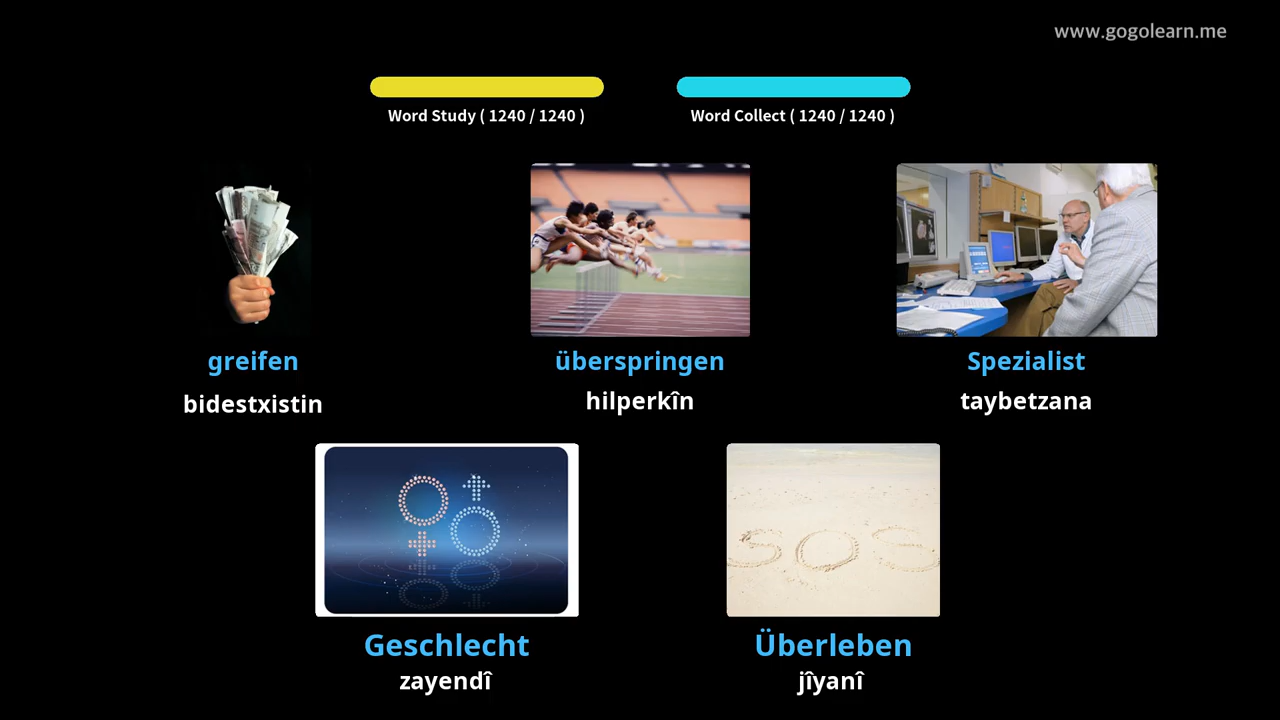 www.gogolearn.me
Word Study ( 1240 / 1240 )
Word Collect ( 1240 / 1240 )
greifen
bidestxistin
überspringen
hilperkîn
Spezialist
taybetzana
Geschlecht
zayendî
SOS
Überleben
jîyanî